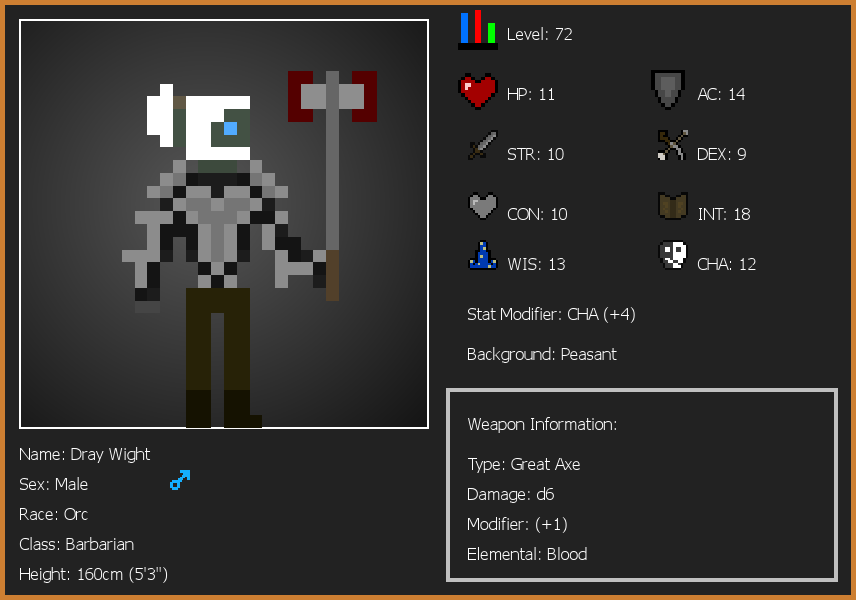 Level: 72
HP: 11
AC: 14
STR: 10
DEX: 9
CON: 10
INT: 18
WIS: 13
CHA: 12
Stat Modifier: CHA (+4)
Background: Peasant
Weapon Information:
Type: Great Axe
Damage: d6
Modifier: (+1)
Elemental: Blood
Name: Dray Wight
Sex: Male
Race: Orc
Class: Barbarian
Height: 160cm (5'3")